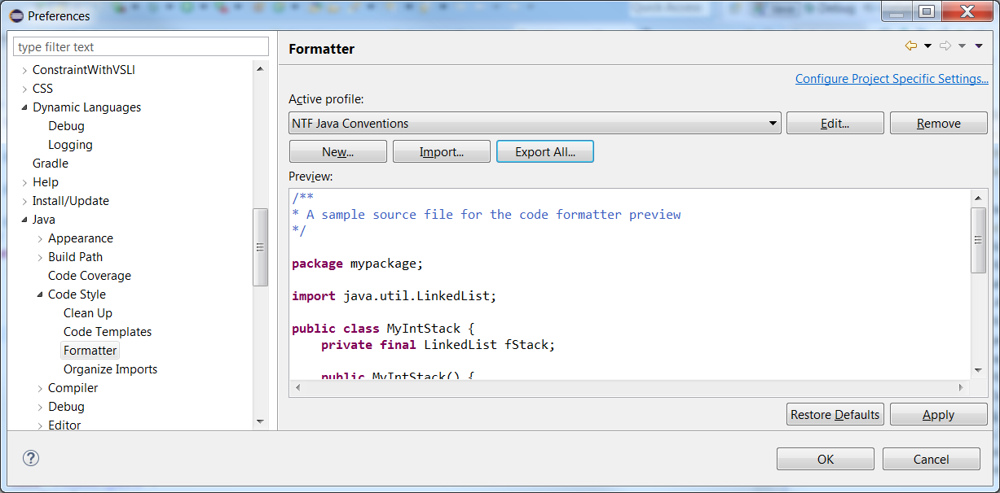 Preferences
type filter text
ConstraintWithVSLI
CSS
Dynamic Languages
Debug
Logging
Gradle
Help
Install/Update
Java
Appearance
Build Path
Code Coverage
Code Style
Clean Up
Code Templates
Formatter
Organize Imports
Compiler
Debug
Editor
Formatter
Configure Project Specific Settings...
Active profile:
NTF Java Conventions
Edit...
Remove
New...
Import...
Export All...
Preview:
/**
* A sample source file for the code formatter preview
*/
package mypackage;
import java.util.LinkedList;
public class MyIntStack {
private final LinkedList fStack;
public MyIntStack() {
Restore Defaults
Apply
?
OK
Cancel